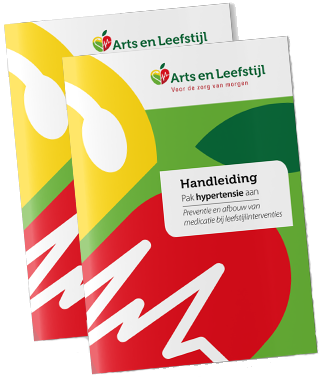 Arts en Leefstijl
Arts en Leefstijl
Voor de zorg van morgen
Handleiding
Pak hypertensie aan
Preventie en afbouw van
medicatie bij leefstijlinterventies